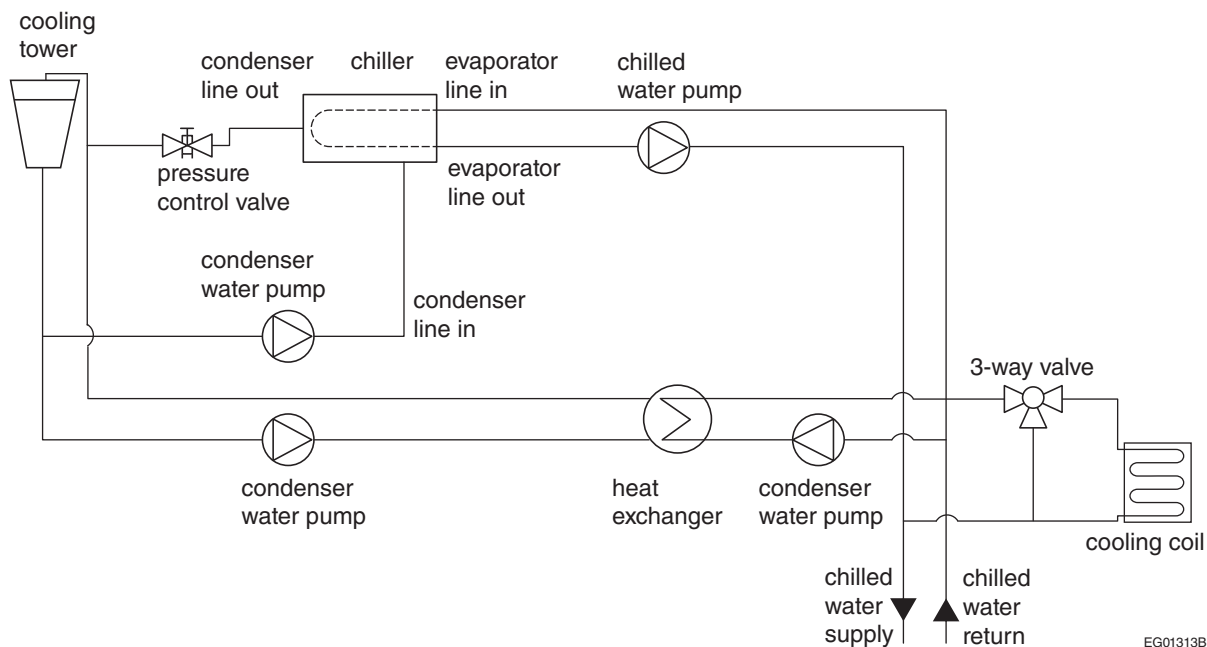 cooling
tower
condenser
line out
chiller
evaporator
line in
chilled
water pump
pressure
control valve
evaporator
line out
condenser
water pump
condenser
line in
3-way valve
condenser
water pump
heat
exchanger
condenser
water pump
cooling coil
chilled
water
supply
chilled
water
return
EG01313B